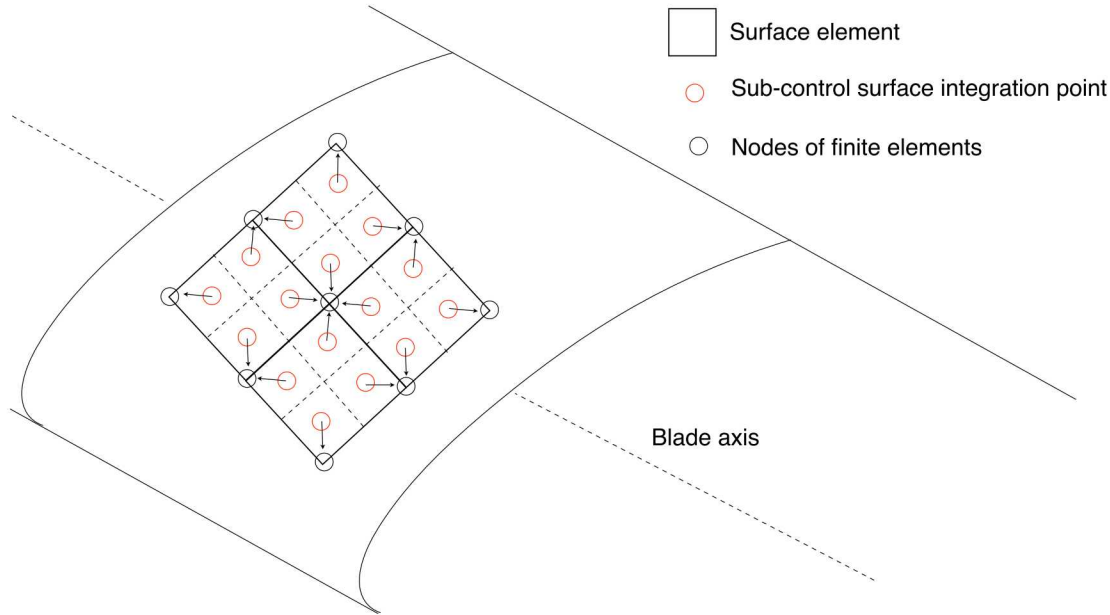 Surface element
Sub-control surface integration point
Nodes of finite elements
Blade axis